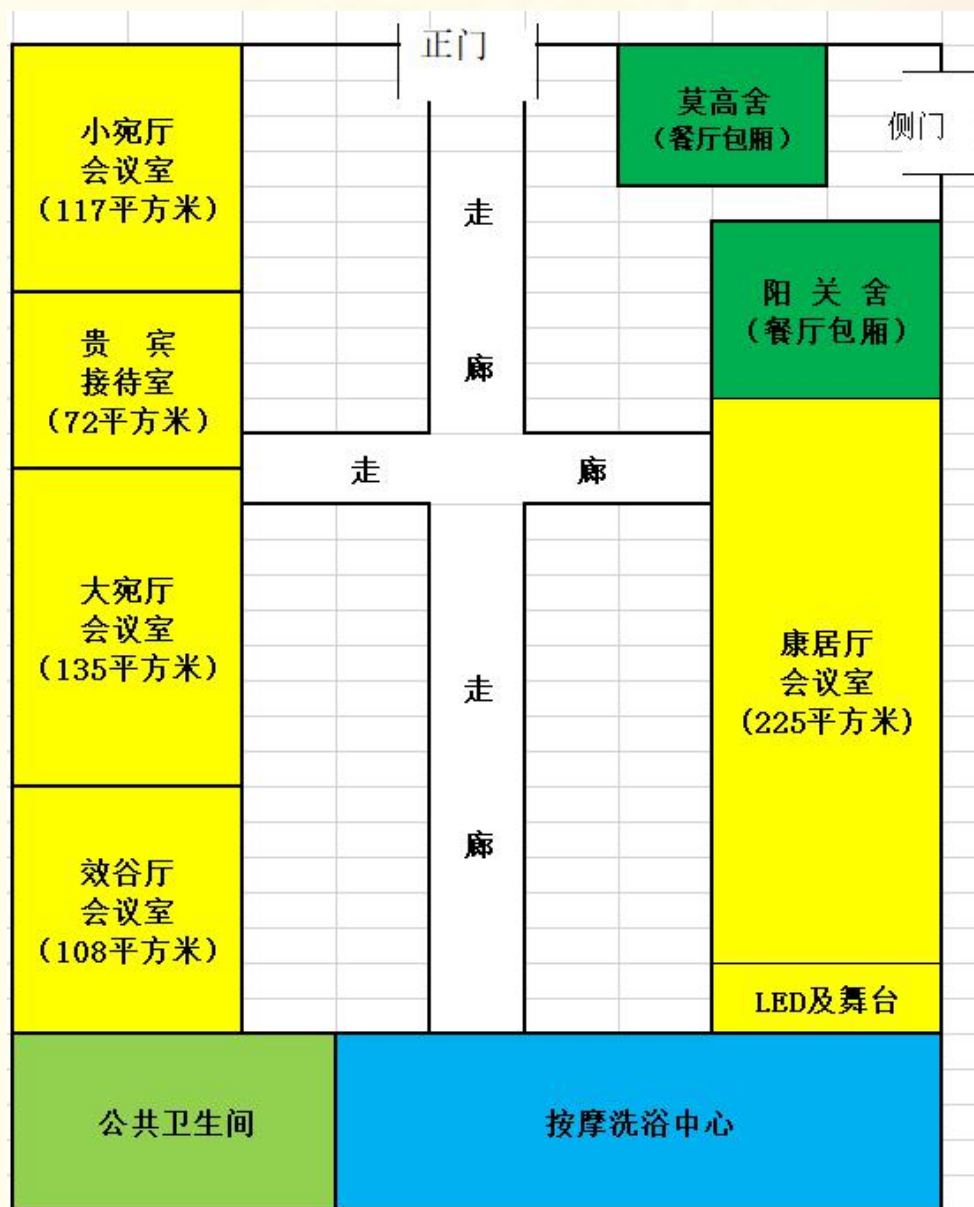 正门
小宛厅
会议室
（117平方米）
莫高舍
（餐厅包厢）
侧门
走
阳 关 舍
（餐厅包厢）
贵 宾
接待室
（72平方米）
廊
走 廊
大宛厅
会议室
（135平方米）
康居厅
会议室
（225平方米）
走
廊
效谷厅
会议室
（108平方米）
LED及舞台
公共卫生间
按摩洗浴中心